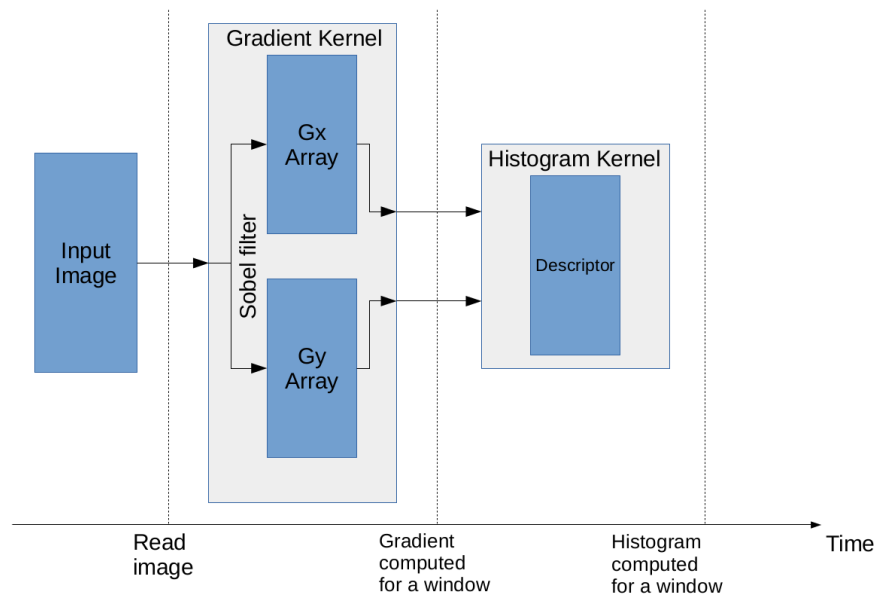 Gradient Kernel
Gx
Array
Histogram Kernel
Input
Image
Sobel filter
Descriptor
Gy
Array
Read
image
Gradient
computed
for a window
Histogram
computed
for a window
Time